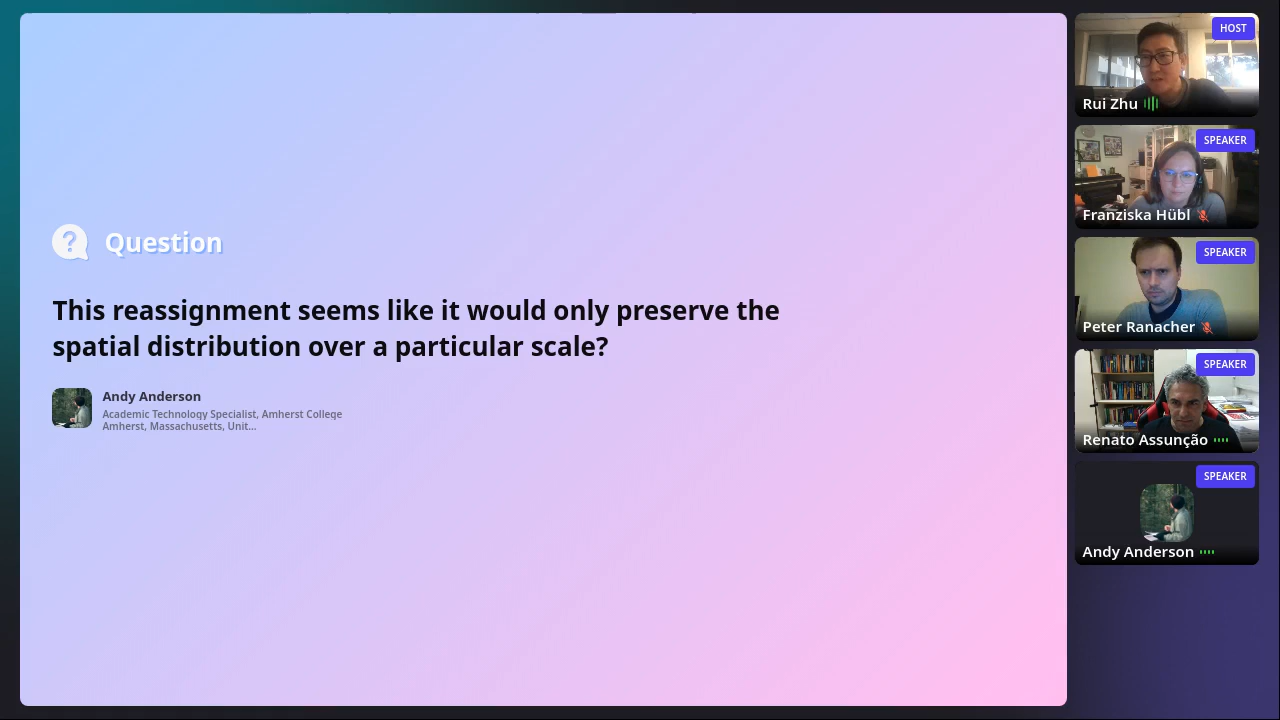 Question
This reassignment seems like it would only preserve the
spatial distribution over a particular scale?
Andy Anderson
Academic Technology Specialist, Amherst College
Amherst, Massachusetts, Unit...
HOST
Rui Zhu
SPEAKER
Franziska Hübl
SPEAKER
Peter Ranacher
SPEAKER
Renato Assunção
SPEAKER
Andy Anderson